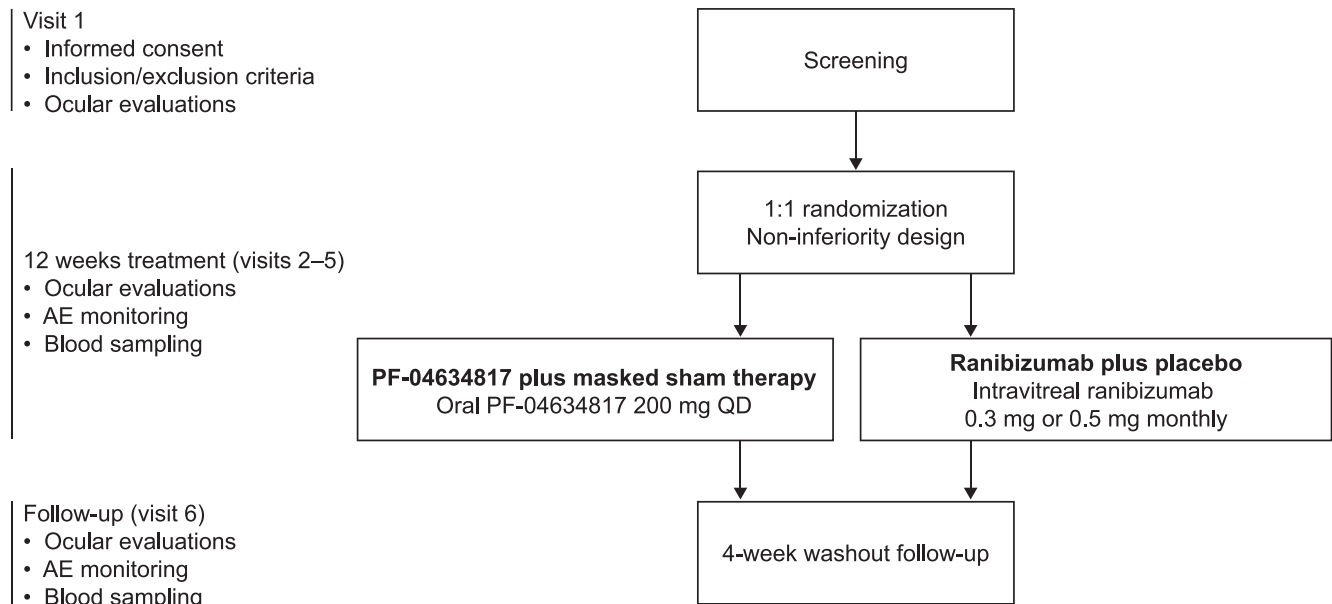 Visit 1
• Informed consent
• Inclusion/exclusion criteria
• Ocular evaluations
Screening
1:1 randomization
Non-inferiority design
12 weeks treatment (visits 2–5)
• Ocular evaluations
• AE monitoring
• Blood sampling
PF-04634817 plus masked sham therapy
Oral PF-04634817 200 mg QD
Ranibizumab plus placebo
Intravitreal ranibizumab
0.3 mg or 0.5 mg monthly
Follow-up (visit 6)
• Ocular evaluations
• AE monitoring
• Blood sampling
4-week washout follow-up